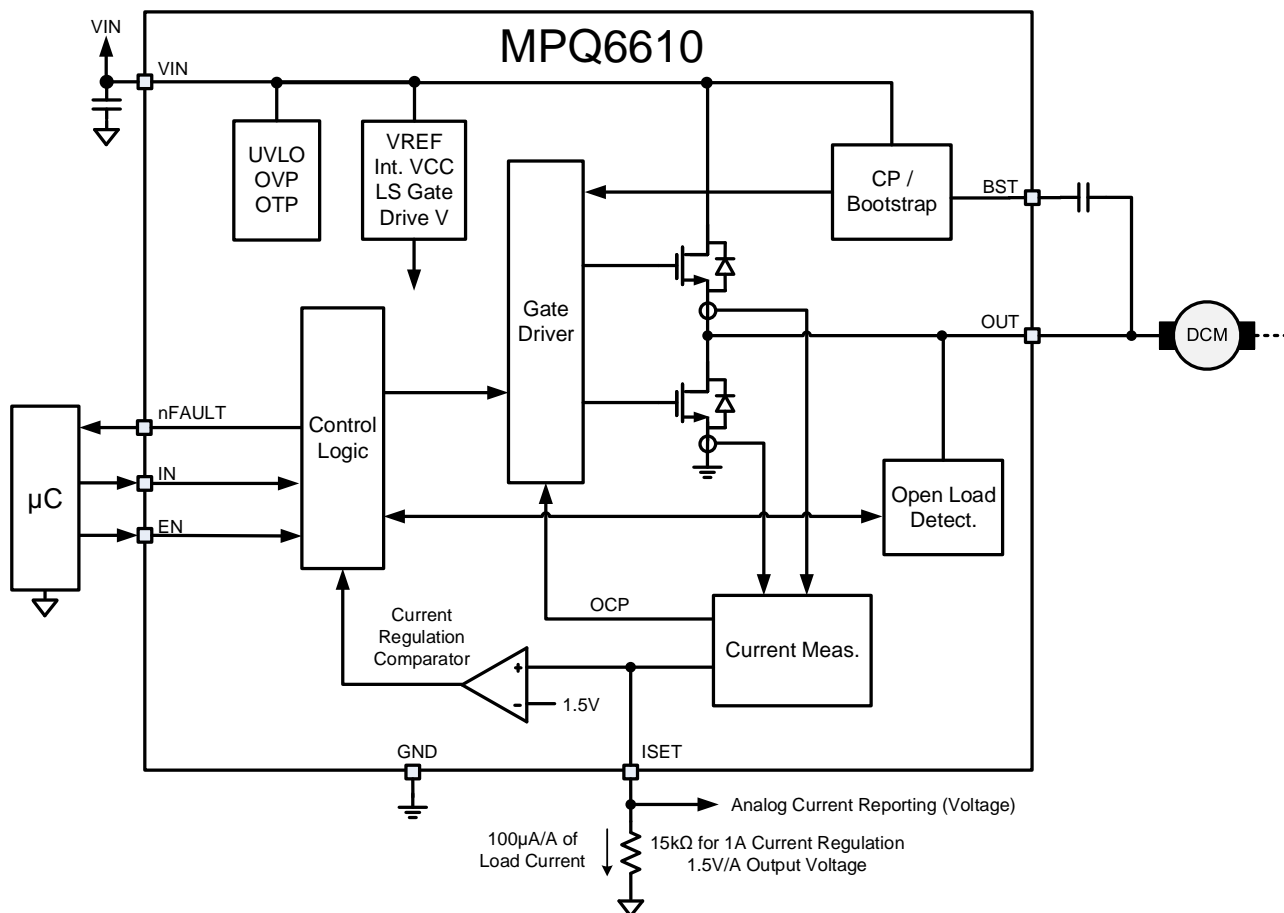 MPQ6610
VIN
VIN
UVLO
OVP
OTP
VREF
Int. VCC
LS Gate
Drive V
CP /
Bootstrap
BST
Gate
Driver
OUT
DCM
nFAULT
Control
Logic
IN
µC
EN
Open Load
Detect.
OCP
Current
Regulation
Comparator
Current Meas.
+
−
1.5V
GND
ISET
Analog Current Reporting (Voltage)
100µA/A of
Load Current
15kΩ for 1A Current Regulation
1.5V/A Output Voltage